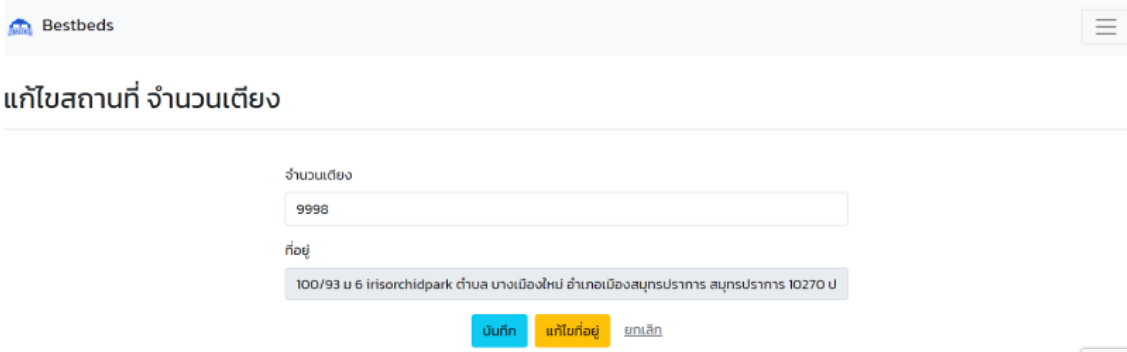 Bestbeds
แก้ไขสถานที่ จำนวนเตียง
จำนวนเตียง
9998
ที่อยู่
100/93 ม 6 irisorchidpark ตำบล บางเมืองใหม่ อำเภอเมืองสมุทรปราการ สมุทรปราการ 10270 ป
บันทึก แก้ไขที่อยู่ ยกเลิก